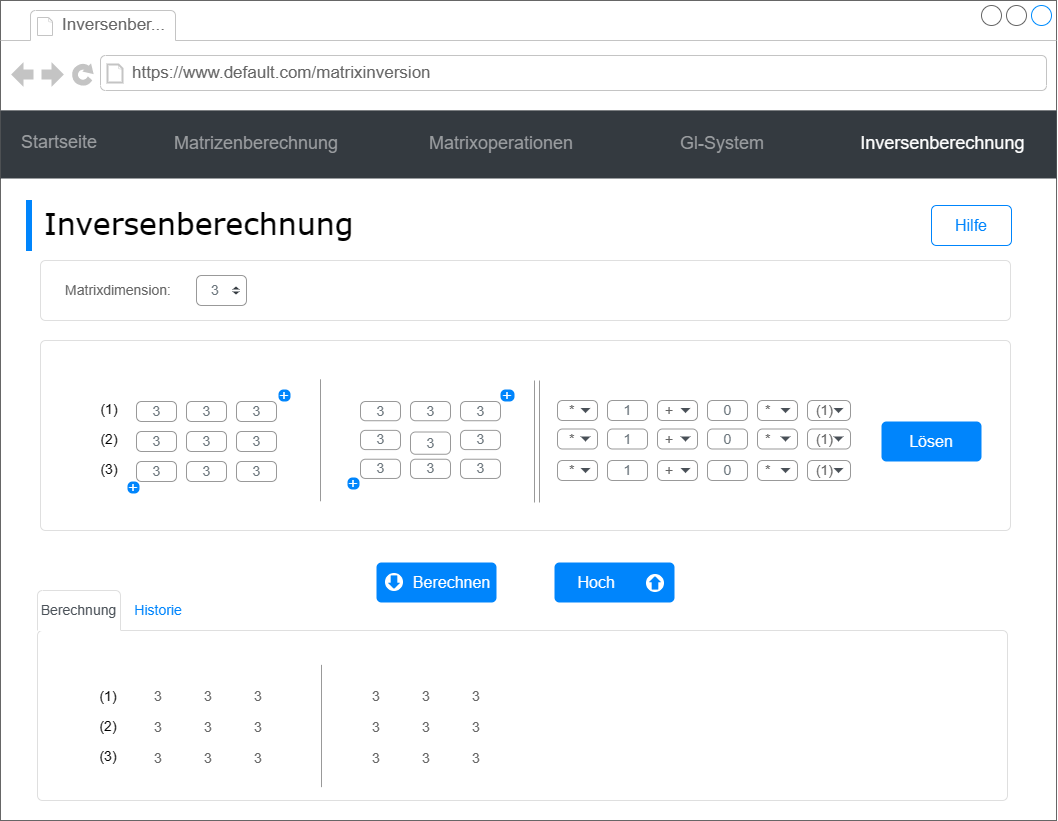 Inversenber...
https://www.default.com/matrixinversion
Startseite Matrizenberechnung Matrixoperationen Gl-System Inversenberechnung
Inversenberechnung
Hilfe
Matrixdimension: 3
(1) 3 3 3 3 3 3 * 1 + 0 * (1)
(2) 3 3 3 3 3 3 * 1 + 0 * (1)
(3) 3 3 3 3 3 3 * 1 + 0 * (1)
Lösen
Berechnen Hoch
Berechnung Historie
(1) 3 3 3 3 3 3
(2) 3 3 3 3 3 3
(3) 3 3 3 3 3 3